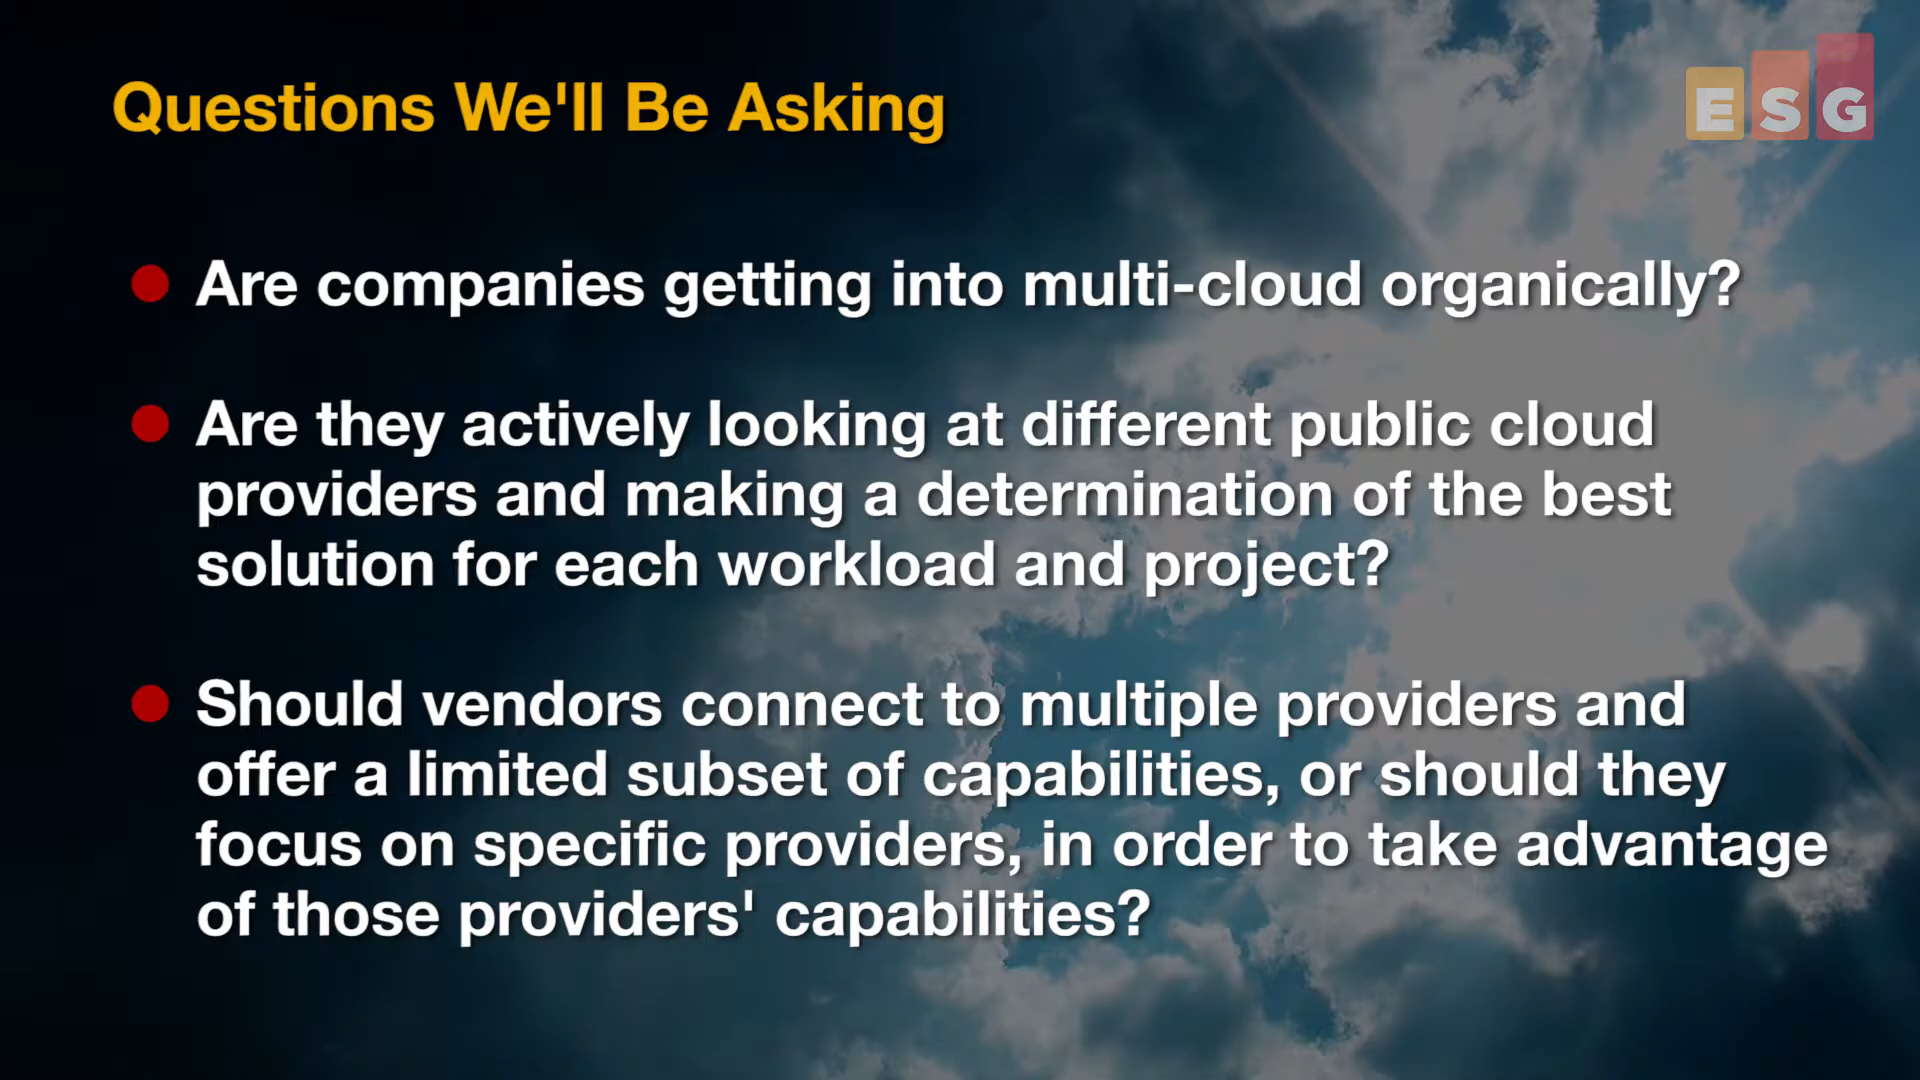 Questions We'll Be Asking
ESG
Are companies getting into multi-cloud organically?
Are they actively looking at different public cloud
providers and making a determination of the best
solution for each workload and project?
Should vendors connect to multiple providers and
offer a limited subset of capabilities, or should they
focus on specific providers, in order to take advantage
of those providers' capabilities?